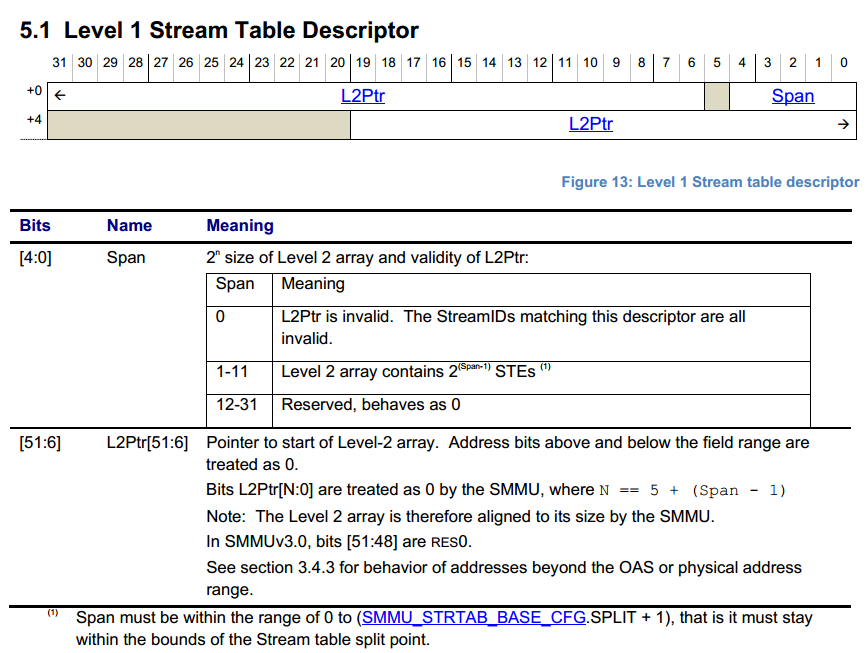 5.1 Level 1 Stream Table Descriptor
31 30 29 28 27 26 25 24 23 22 21 20 19 18 17 16 15 14 13 12 11 10 9 8 7 6 5 4 3 2 1 0
+0 ← L2Ptr Span
+4 L2Ptr →
Figure 13: Level 1 Stream table descriptor
Bits Name Meaning
[4:0] Span 2ⁿ size of Level 2 array and validity of L2Ptr:
Span Meaning
0 L2Ptr is invalid. The StreamIDs matching this descriptor are all
invalid.
1-11 Level 2 array contains 2^(Span-1) STEs (1)
12-31 Reserved, behaves as 0
[51:6] L2Ptr[51:6] Pointer to start of Level-2 array. Address bits above and below the field range are
treated as 0.
Bits L2Ptr[N:0] are treated as 0 by the SMMU, where N == 5 + (Span - 1)
Note: The Level 2 array is therefore aligned to its size by the SMMU.
In SMMUv3.0, bits [51:48] are RES0.
See section 3.4.3 for behavior of addresses beyond the OAS or physical address
range.
(1) Span must be within the range of 0 to (SMMU_STRTAB_BASE_CFG.SPLIT + 1), that is it must stay
within the bounds of the Stream table split point.